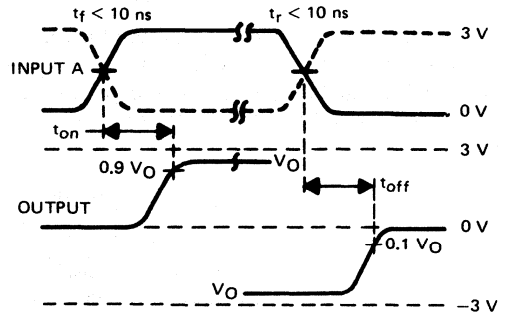 tf < 10 ns
tr < 10 ns
3 V
INPUT A
0 V
ton
3 V
0.9 VO
VO
toff
OUTPUT
0 V
0.1 VO
VO
−3 V